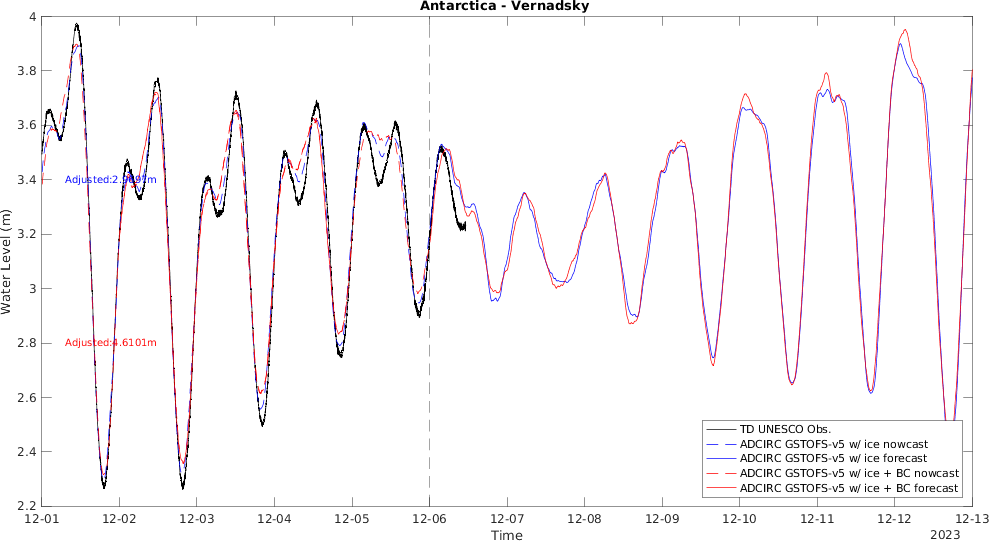 Antarctica - Vernadsky
4
3.8
3.6
3.4
3.2
3
2.8
2.6
2.4
2.2
Water Level (m)
Adjusted:4.6101m
TD UNESCO Obs.
ADCIRC GSTOFS-v5 w/ ice nowcast
ADCIRC GSTOFS-v5 w/ ice forecast
ADCIRC GSTOFS-v5 w/ ice + BC nowcast
ADCIRC GSTOFS-v5 w/ ice + BC forecast
12-01 12-02 12-03 12-04 12-05 12-06 12-07 12-08 12-09 12-10 12-11 12-12 12-13
Time
2023